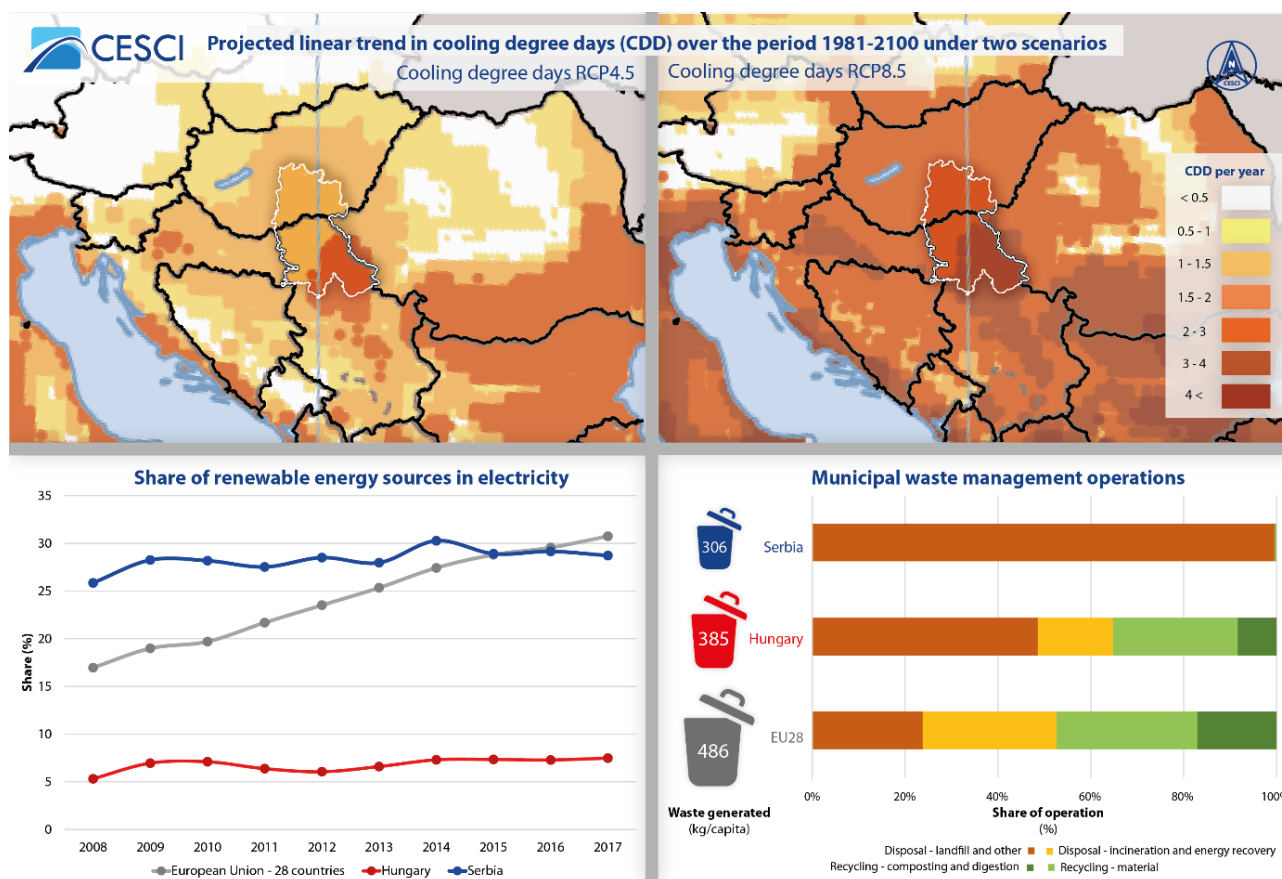 CESCI
Projected linear trend in cooling degree days (CDD) over the period 1981-2100 under two scenarios
Cooling degree days RCP4.5
Cooling degree days RCP8.5
CESCI
CDD per year
< 0.5
0.5 - 1
1 - 1.5
1.5 - 2
2 - 3
3 - 4
4 <
Share of renewable energy sources in electricity
Share (%)
35
30
25
20
15
10
5
0
2008 2009 2010 2011 2012 2013 2014 2015 2016 2017
European Union - 28 countries Hungary Serbia
Municipal waste management operations
306 Serbia
385 Hungary
486 EU28
Waste generated
(kg/capita)
0% 20% 40% 60% 80% 100%
Share of operation
(%)
Disposal - landfill and other Disposal - incineration and energy recovery
Recycling - composting and digestion Recycling - material